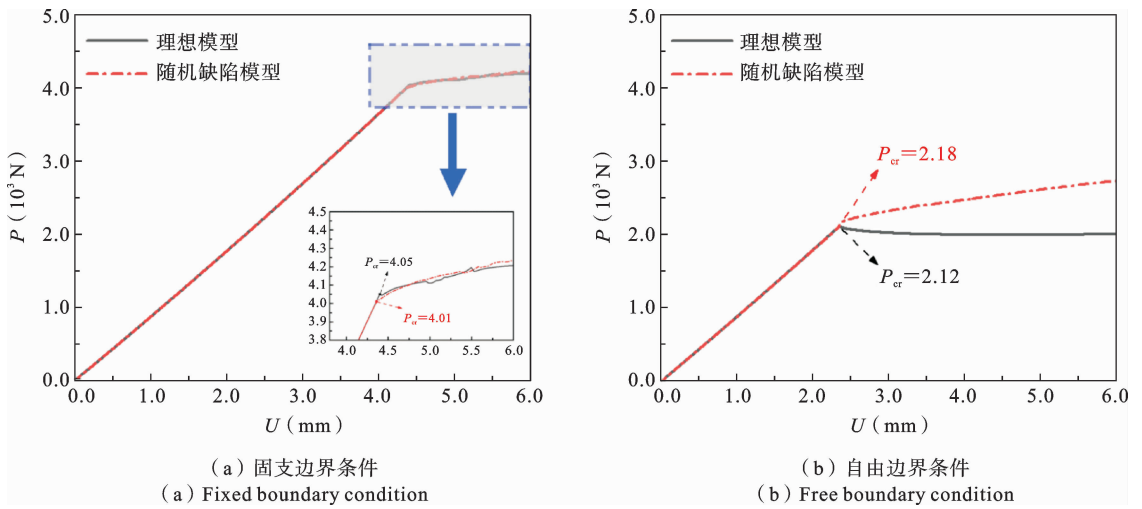 5.0
4.0
3.0
2.0
1.0
0.0
P（10³ N）
理想模型
随机缺陷模型
4.5
4.4
4.3
4.2
4.1
4.0
3.9
3.8
Pcr=4.05
Pcr=4.01
4.0 4.5 5.0 5.5 6.0
0.0 1.0 2.0 3.0 4.0 5.0 6.0
U（mm）
（a）固支边界条件
（a）Fixed boundary condition
5.0
4.0
3.0
2.0
1.0
0.0
P（10³ N）
理想模型
随机缺陷模型
Pcr=2.18
Pcr=2.12
0.0 1.0 2.0 3.0 4.0 5.0 6.0
U（mm）
（b）自由边界条件
（b）Free boundary condition